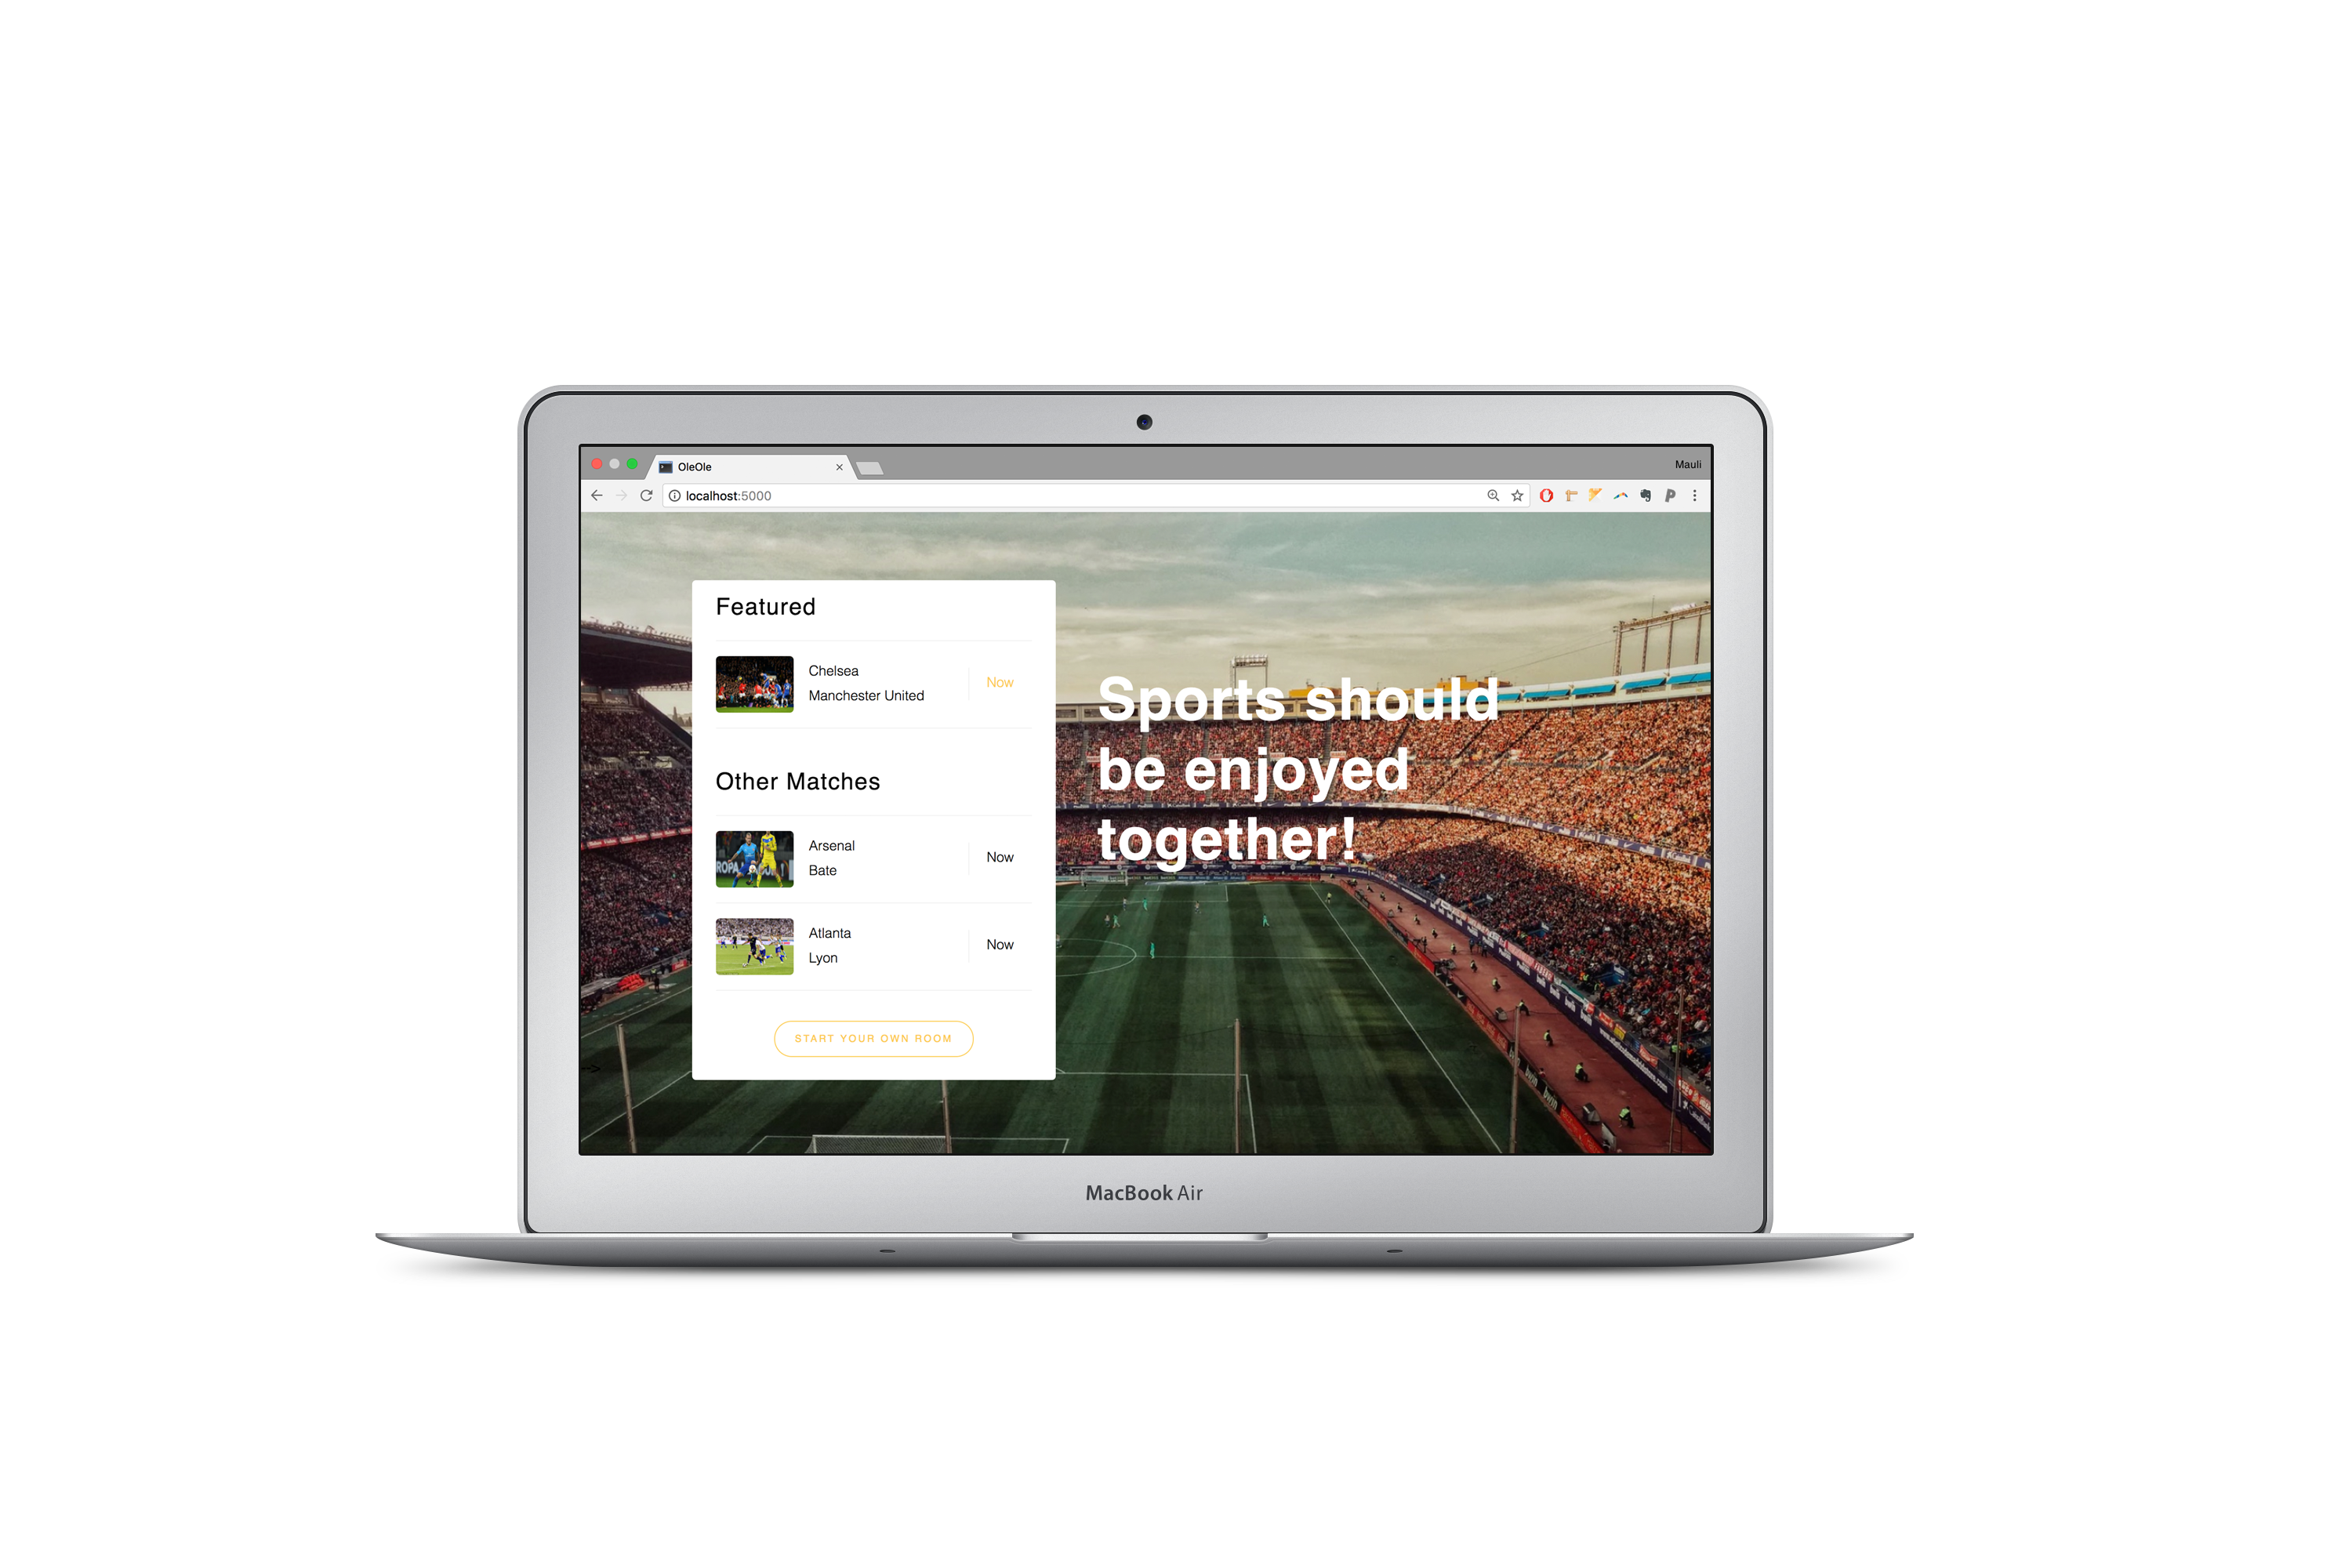 OleOle
Mauli
localhost:5000
Featured
Chelsea
Manchester United
Now
Other Matches
Arsenal
Bate
Now
Atlanta
Lyon
Now
START YOUR OWN ROOM
-->
Sports should
be enjoyed
together!
MacBook Air